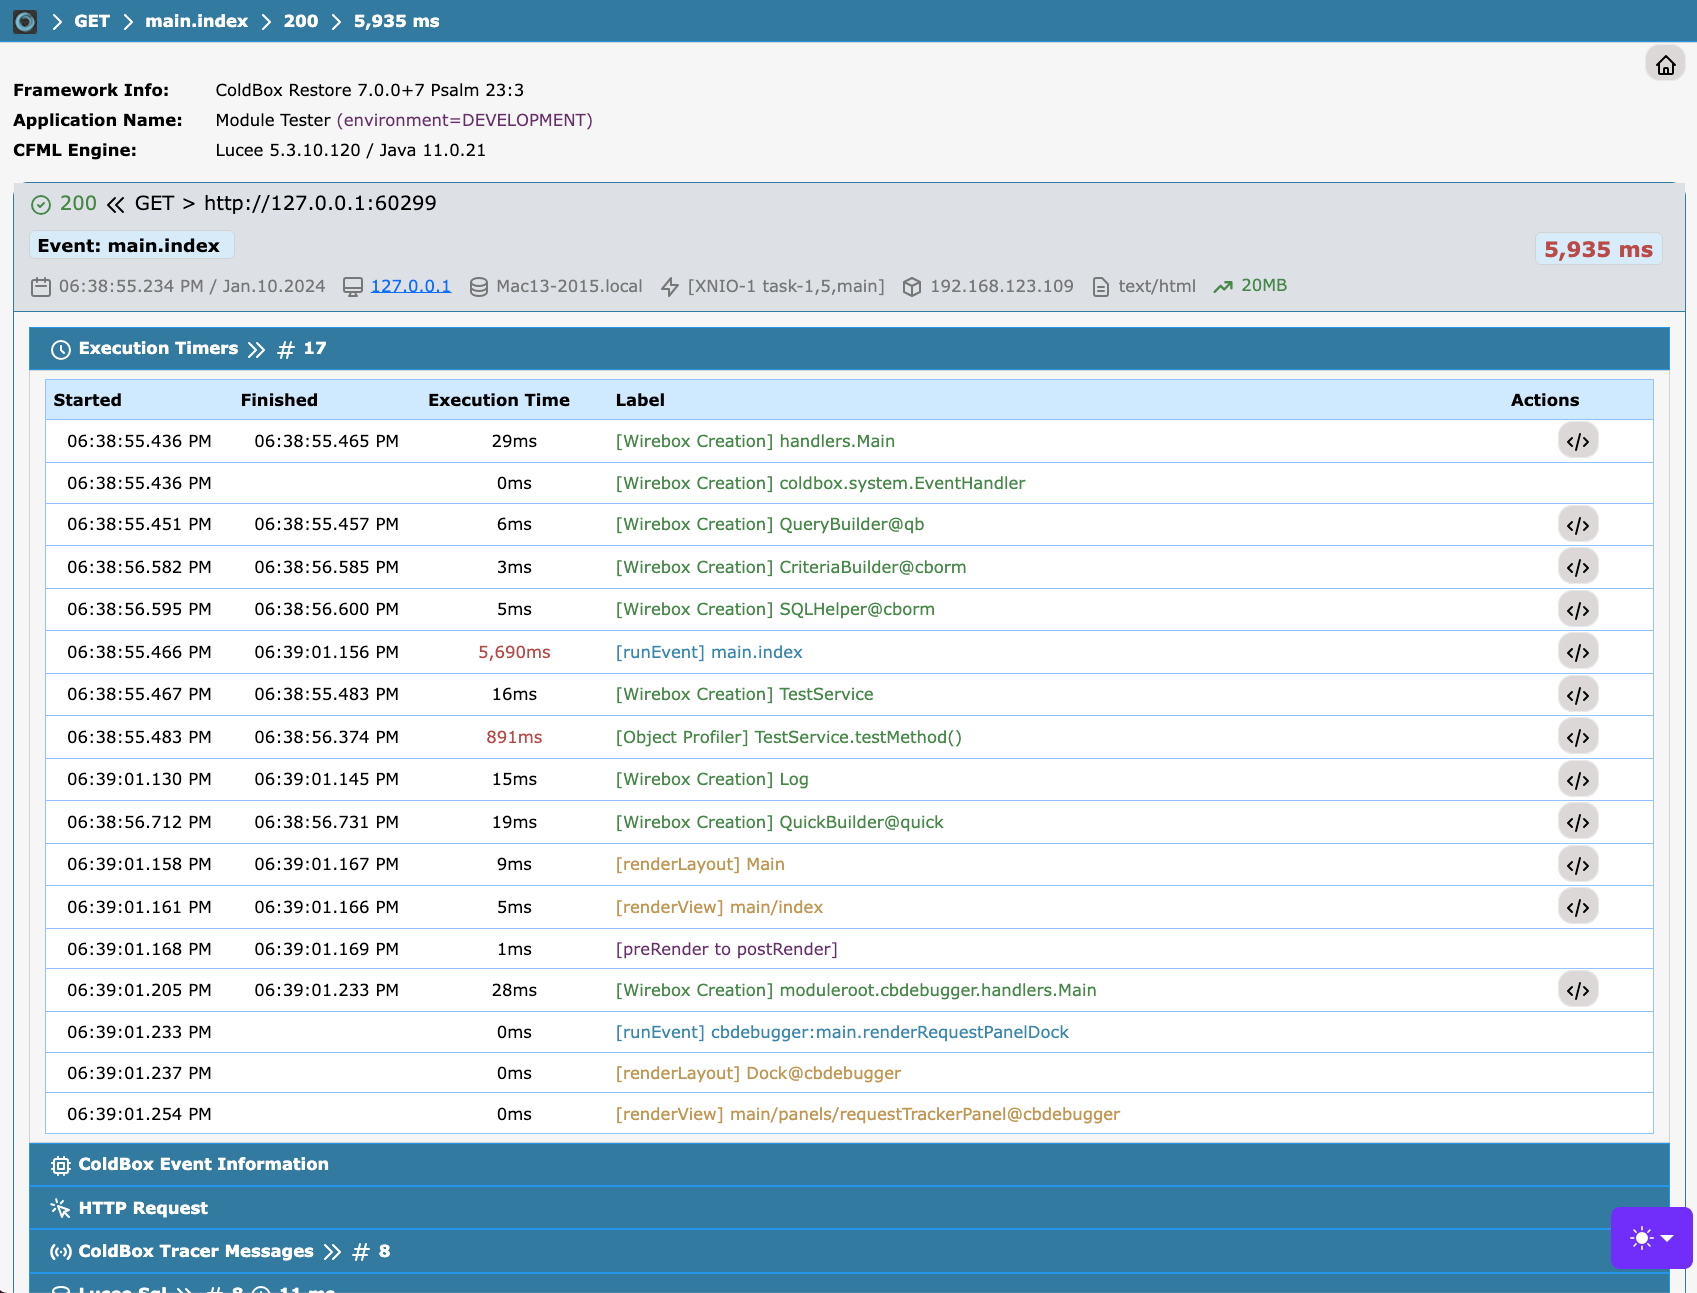 GET main.index 200 5,935 ms
Framework Info: ColdBox Restore 7.0.0+7 Psalm 23:3
Application Name: Module Tester (environment=DEVELOPMENT)
CFML Engine: Lucee 5.3.10.120 / Java 11.0.21
200 GET > http://127.0.0.1:60299
Event: main.index
5,935 ms
06:38:55.234 PM / Jan.10.2024 127.0.0.1 Mac13-2015.local [XNIO-1 task-1,5,main] 192.168.123.109 text/html 20MB
Execution Timers # 17
Started Finished Execution Time Label Actions
06:38:55.436 PM 06:38:55.465 PM 29ms [Wirebox Creation] handlers.Main </>
06:38:55.436 PM 0ms [Wirebox Creation] coldbox.system.EventHandler
06:38:55.451 PM 06:38:55.457 PM 6ms [Wirebox Creation] QueryBuilder@qb </>
06:38:56.582 PM 06:38:56.585 PM 3ms [Wirebox Creation] CriteriaBuilder@cborm </>
06:38:56.595 PM 06:38:56.600 PM 5ms [Wirebox Creation] SQLHelper@cborm </>
06:38:55.466 PM 06:39:01.156 PM 5,690ms [runEvent] main.index </>
06:38:55.467 PM 06:38:55.483 PM 16ms [Wirebox Creation] TestService </>
06:38:55.483 PM 06:38:56.374 PM 891ms [Object Profiler] TestService.testMethod() </>
06:39:01.130 PM 06:39:01.145 PM 15ms [Wirebox Creation] Log </>
06:38:56.712 PM 06:38:56.731 PM 19ms [Wirebox Creation] QuickBuilder@quick </>
06:39:01.158 PM 06:39:01.167 PM 9ms [renderLayout] Main </>
06:39:01.161 PM 06:39:01.166 PM 5ms [renderView] main/index </>
06:39:01.168 PM 06:39:01.169 PM 1ms [preRender to postRender]
06:39:01.205 PM 06:39:01.233 PM 28ms [Wirebox Creation] moduleroot.cbdebugger.handlers.Main </>
06:39:01.233 PM 0ms [runEvent] cbdebugger:main.renderRequestPanelDock
06:39:01.237 PM 0ms [renderLayout] Dock@cbdebugger
06:39:01.254 PM 0ms [renderView] main/panels/requestTrackerPanel@cbdebugger
ColdBox Event Information
HTTP Request
ColdBox Tracer Messages # 8
Lucee Sql # 8 11 ms